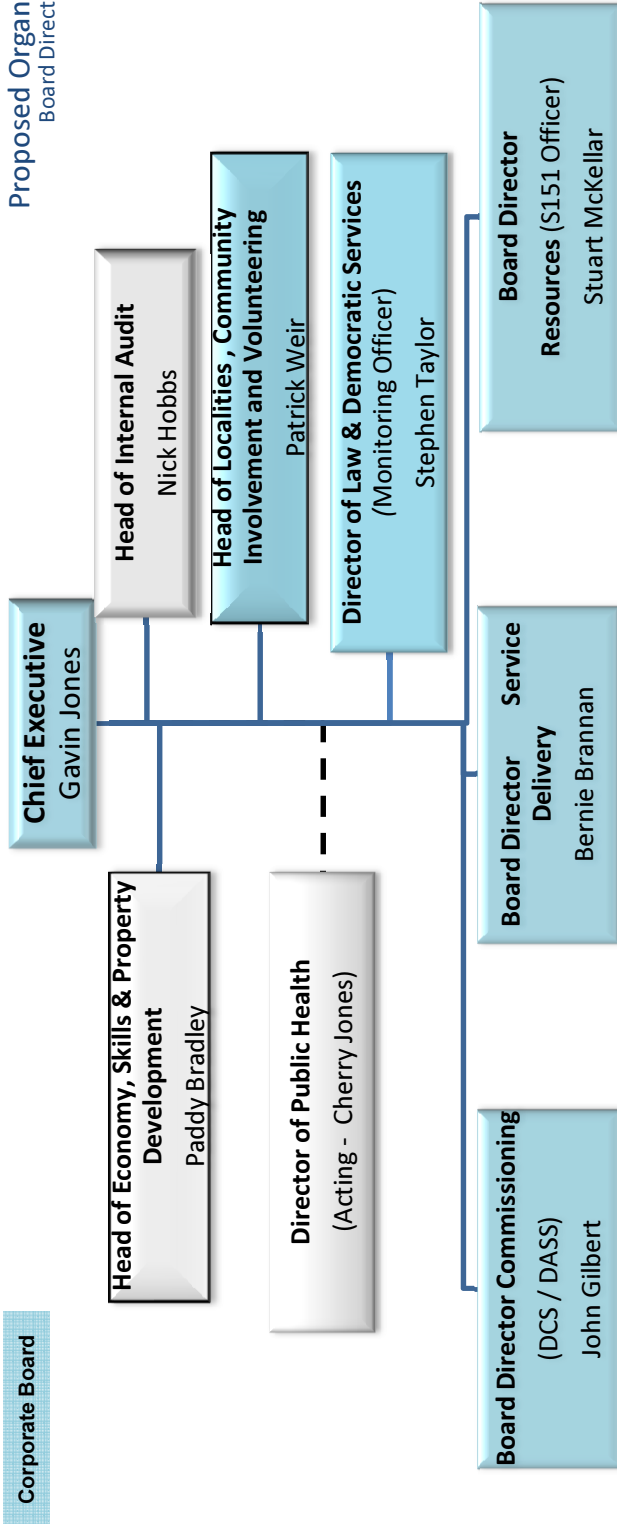 Corporate Board
Proposed Organ
Board Direct
Chief Executive
Gavin Jones
Head of Internal Audit
Nick Hobbs
Head of Economy, Skills & Property
Development
Paddy Bradley
Head of Localities , Community
Involvement and Volunteering
Patrick Weir
Director of Public Health
(Acting - Cherry Jones)
Director of Law & Democratic Services
(Monitoring Officer)
Stephen Taylor
Board Director Commissioning
(DCS / DASS)
John Gilbert
Board Director Service
Delivery
Bernie Brannan
Board Director
Resources (S151 Officer)
Stuart McKellar